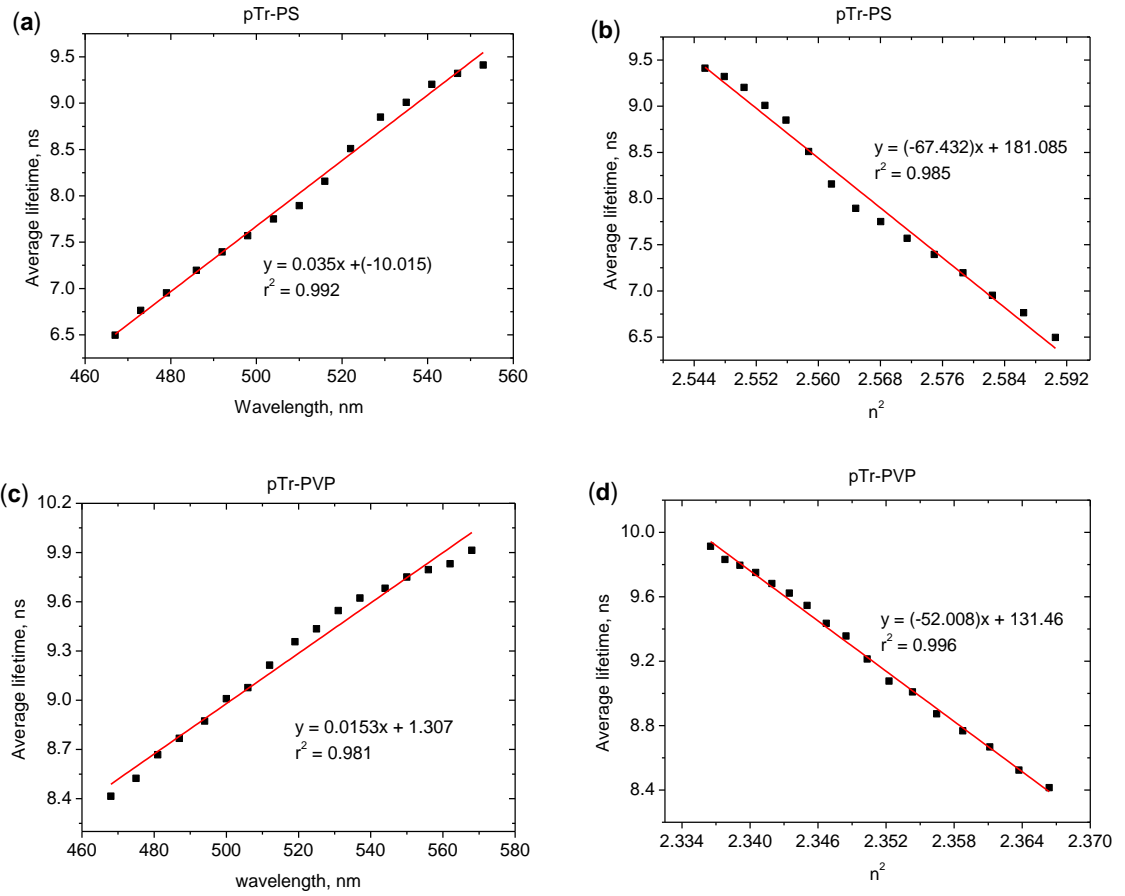 (a)
pTr-PS
9.5
9.0
8.5
8.0
7.5
7.0
6.5
Average lifetime, ns
y = 0.035x +(-10.015)
r² = 0.992
460 480 500 520 540 560
Wavelength, nm
(b)
pTr-PS
9.5
9.0
8.5
8.0
7.5
7.0
6.5
Average lifetime, ns
y = (-67.432)x + 181.085
r² = 0.985
2.544 2.552 2.560 2.568 2.576 2.584 2.592
n²
(c)
pTr-PVP
10.2
9.9
9.6
9.3
9.0
8.7
8.4
Average lifetime, ns
y = 0.0153x + 1.307
r² = 0.981
460 480 500 520 540 560 580
wavelength, nm
(d)
pTr-PVP
10.0
9.6
9.2
8.8
8.4
Average lifetime, ns
y = (-52.008)x + 131.46
r² = 0.996
2.334 2.340 2.346 2.352 2.358 2.364 2.370
n²